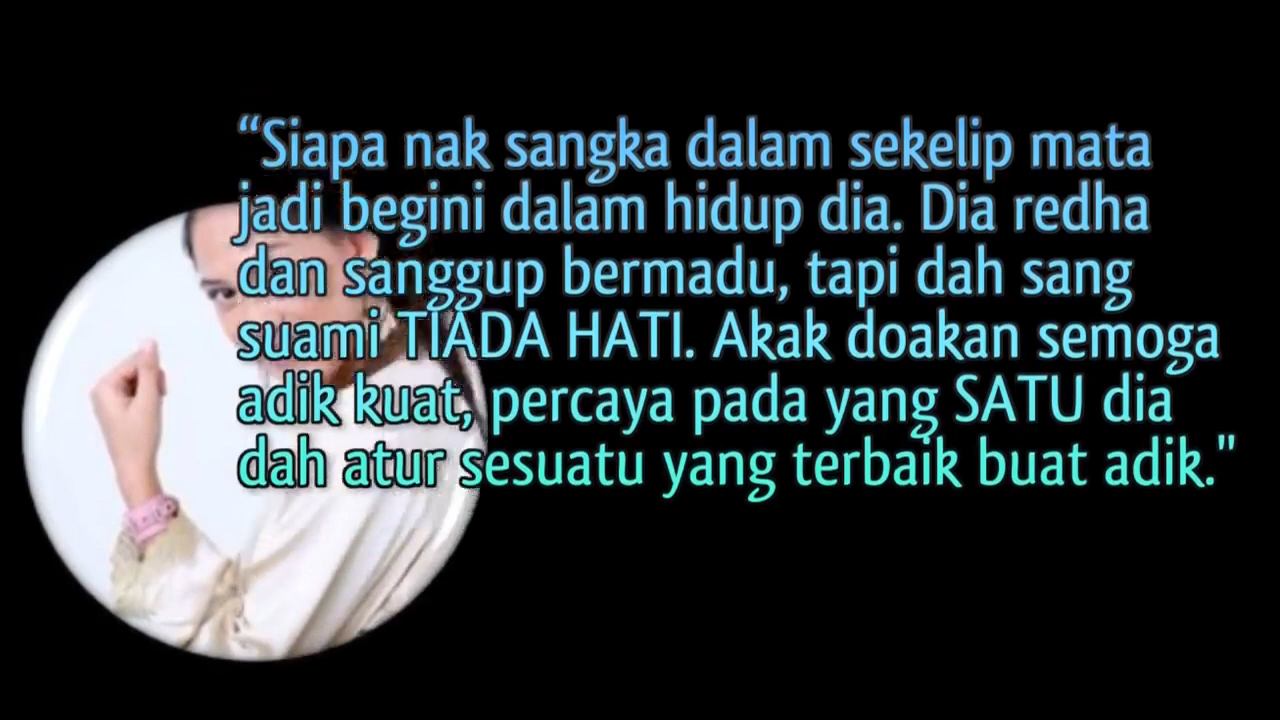 “Siapa nak sangka dalam sekelip mata
jadi begini dalam hidup dia. Dia redha
dan sanggup bermadu, tapi dah sang
suami TIADA HATI. Akak doakan semoga
adik kuat, percaya pada yang SATU dia
dah atur sesuatu yang terbaik buat adik."